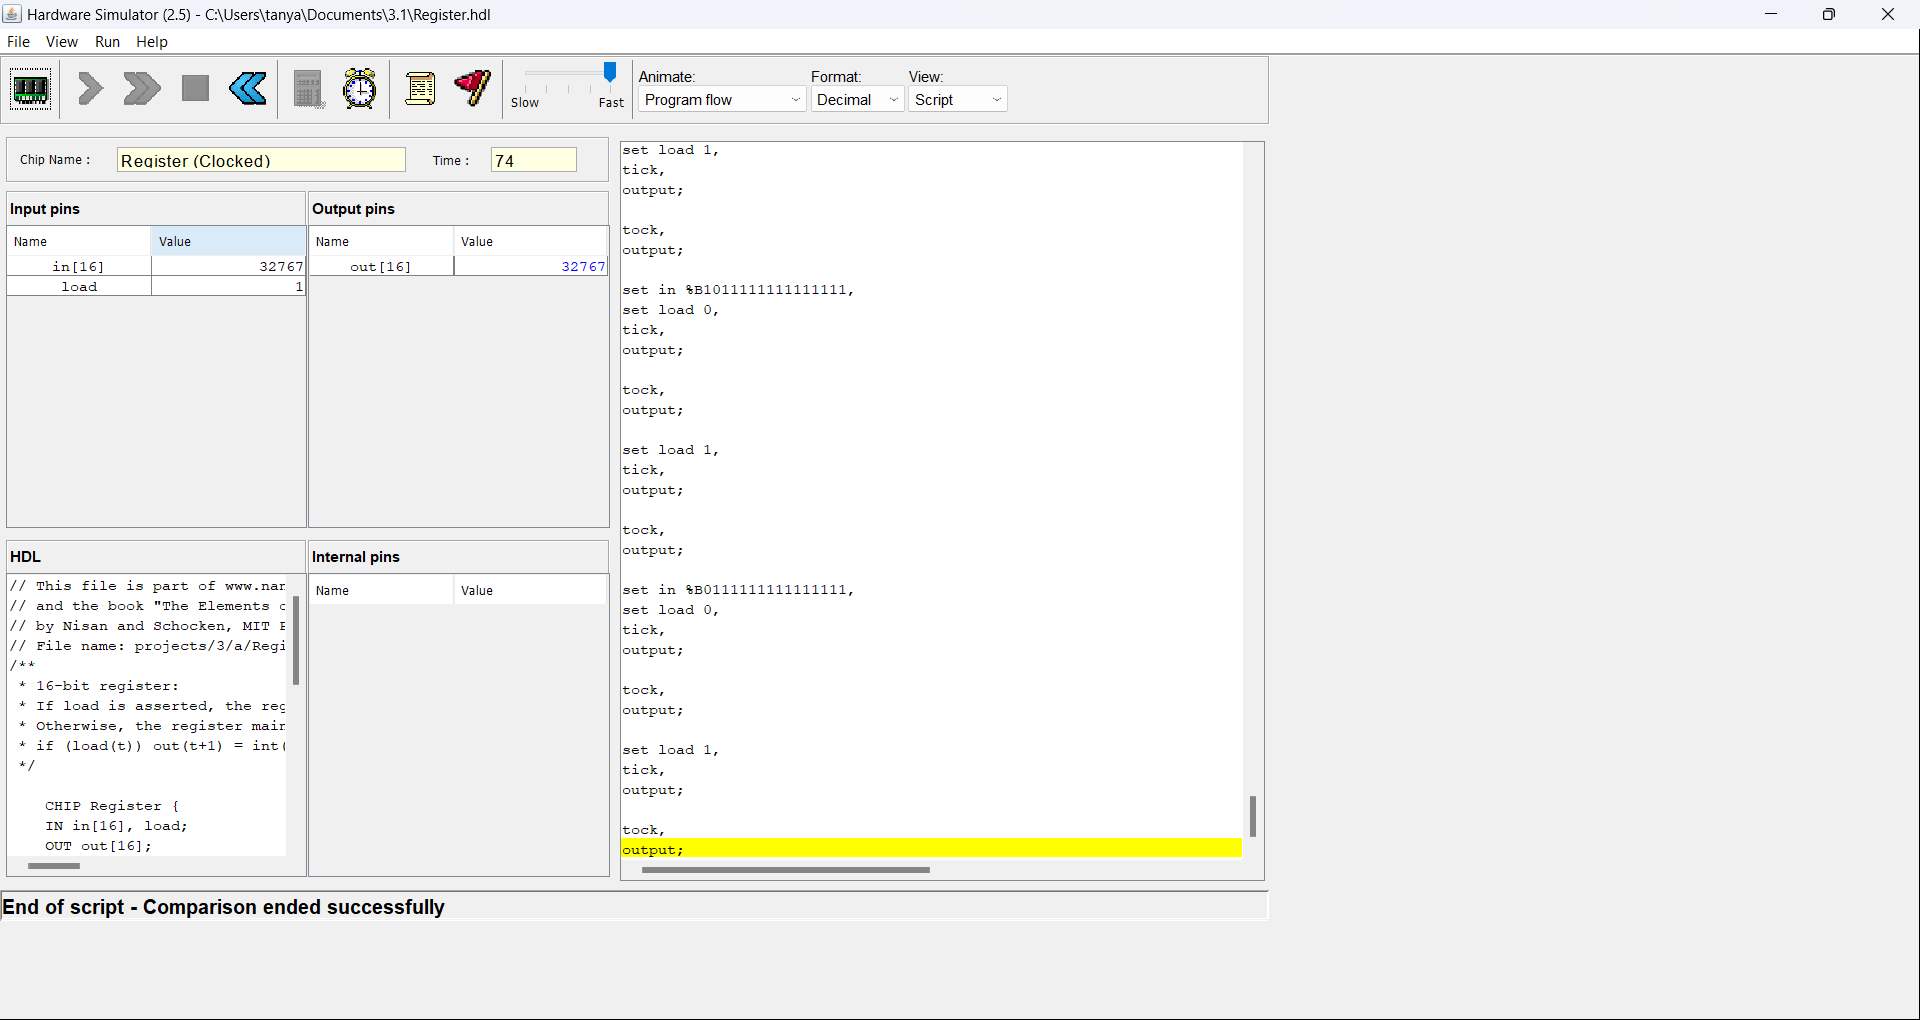 Hardware Simulator (2.5) - C:\Users\tanya\Documents\3.1\Register.hdl
File View Run Help
Slow Fast
Animate: Format: View:
Program flow Decimal Script
Chip Name : Register (Clocked) Time : 74
Input pins
Name Value
in[16] 32767
load 1
Output pins
Name Value
out[16] 32767
HDL
// This file is part of www.nan
// and the book "The Elements o
// by Nisan and Schocken, MIT P
// File name: projects/3/a/Regi
/**
* 16-bit register:
* If load is asserted, the reg
* Otherwise, the register main
* if (load(t)) out(t+1) = int(
*/
CHIP Register {
IN in[16], load;
OUT out[16];
Internal pins
Name Value
set load 1,
tick,
output;
tock,
output;
set in %B1011111111111111,
set load 0,
tick,
output;
tock,
output;
set load 1,
tick,
output;
tock,
output;
set in %B0111111111111111,
set load 0,
tick,
output;
tock,
output;
set load 1,
tick,
output;
tock,
output;
End of script - Comparison ended successfully